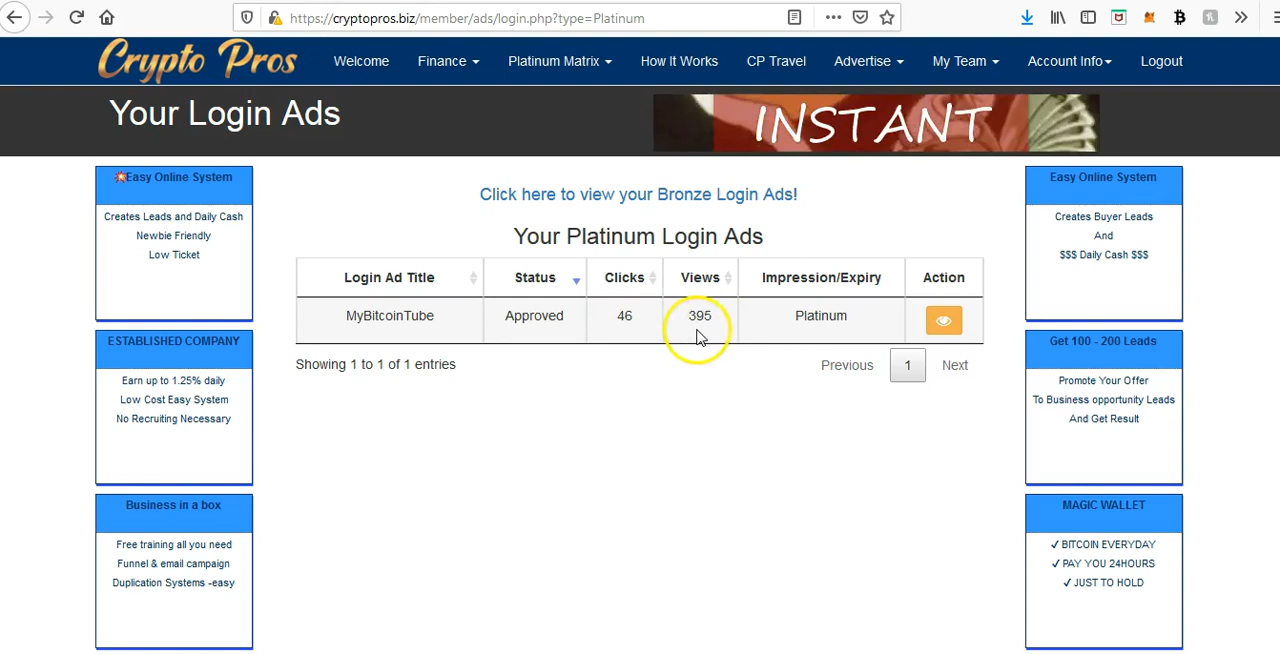 https://cryptopros.biz/member/ads/login.php?type=Platinum
Crypto Pros
Welcome
Finance
Platinum Matrix
How It Works
CP Travel
Advertise
My Team
Account Info
Logout
Your Login Ads
INSTANT
💥Easy Online System
Creates Leads and Daily Cash
Newbie Friendly
Low Ticket
ESTABLISHED COMPANY
Earn up to 1.25% daily
Low Cost Easy System
No Recruiting Necessary
Business in a box
Free training all you need
Funnel & email campaign
Duplication Systems -easy
Click here to view your Bronze Login Ads!
Your Platinum Login Ads
Login Ad Title Status Clicks Views Impression/Expiry Action
MyBitcoinTube Approved 46 395 Platinum
Showing 1 to 1 of 1 entries
Previous 1 Next
Easy Online System
Creates Buyer Leads
And
$$$ Daily Cash $$$
Get 100 - 200 Leads
Promote Your Offer
To Business opportunity Leads
And Get Result
MAGIC WALLET
✓ BITCOIN EVERYDAY
✓ PAY YOU 24HOURS
✓ JUST TO HOLD